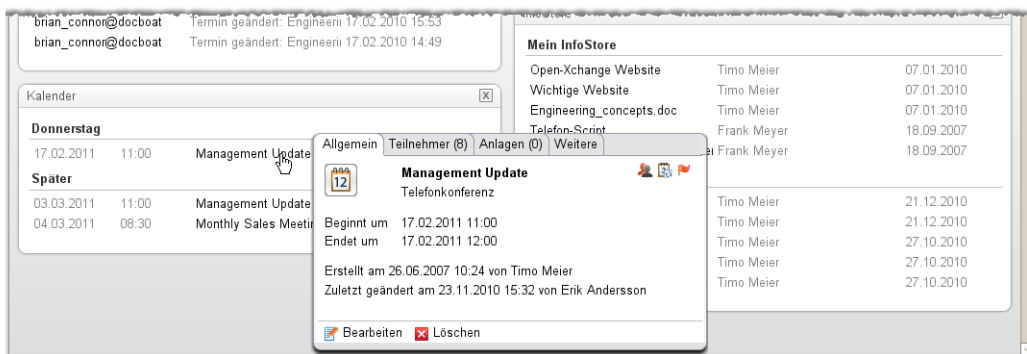 brian_connor@docboat Termin geändert: Engineerii 17.02.2010 15:53
brian_connor@docboat Termin geändert: Engineerii 17.02.2010 14:49
Kalender
Donnerstag
17.02.2011 11:00 Management Update
Später
03.03.2011 11:00 Management Update
04.03.2011 08:30 Monthly Sales Meeti
InfoStore
Mein InfoStore
Open-Xchange Website Timo Meier 07.01.2010
Wichtige Website Timo Meier 07.01.2010
Engineering_concepts.doc Timo Meier 07.01.2010
Telefon-Script Frank Meyer 18.09.2007
Frank Meyer 18.09.2007
Timo Meier 21.12.2010
Timo Meier 21.12.2010
Timo Meier 27.10.2010
Timo Meier 27.10.2010
Timo Meier 27.10.2010
Allgemein Teilnehmer (8) Anlagen (0) Weitere
12
Management Update
Telefonkonferenz
Beginnt um 17.02.2011 11:00
Endet um 17.02.2011 12:00
Erstellt am 26.06.2007 10:24 von Timo Meier
Zuletzt geändert am 23.11.2010 15:32 von Erik Andersson
Bearbeiten Löschen